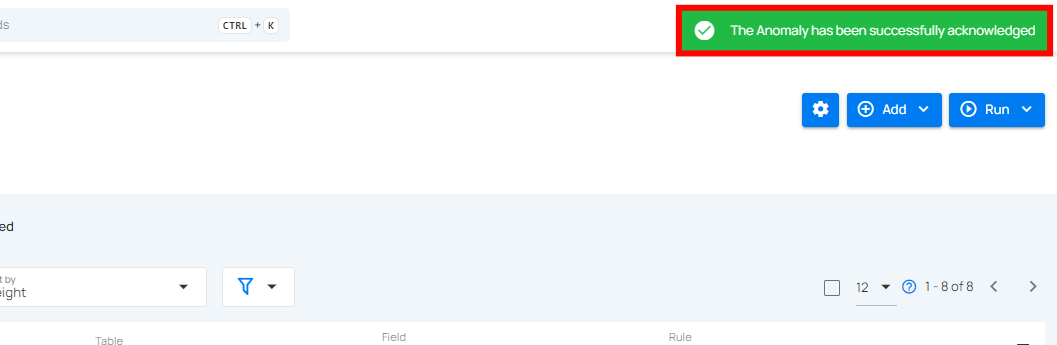 ds
CTRL + K
The Anomaly has been successfully acknowledged
Add
Run
ed
t by
eight
12
1 - 8 of 8
Table
Field
Rule